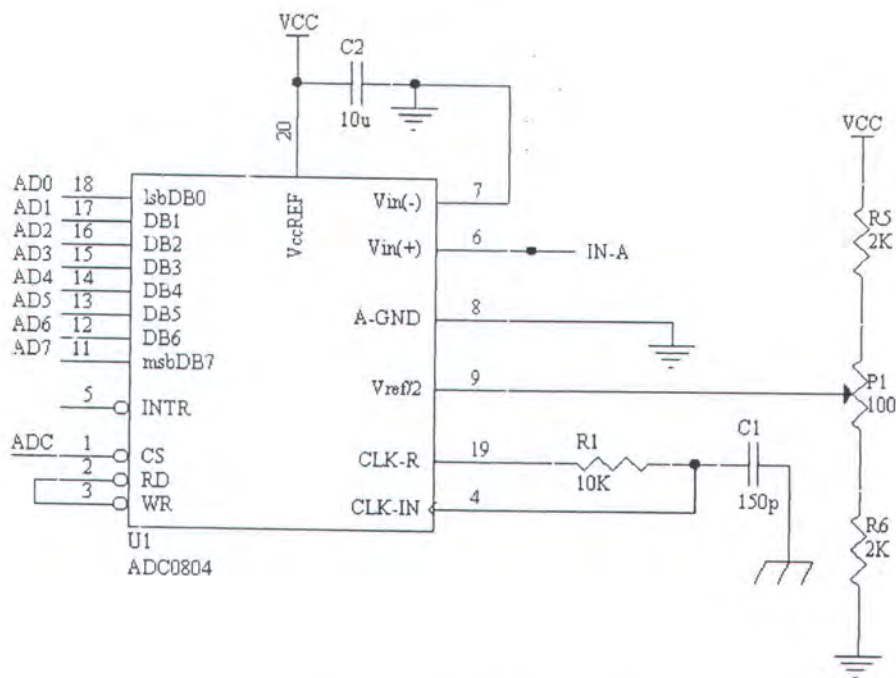 VCC
C2
10u
20
VCC
AD0 18 lsbDB0
AD1 17 DB1
AD2 16 DB2
AD3 15 DB3
AD4 14 DB4
AD5 13 DB5
AD6 12 DB6
AD7 11 msbDB7
5 INTR
ADC 1 CS
2 RD
3 WR
VccREF
Vin(-) 7
Vin(+) 6 IN-A
A-GND 8
Vref/2 9
CLK-R 19
CLK-IN 4
R1
10K
C1
150p
R5
2K
P1
100
R6
2K
U1
ADC0804